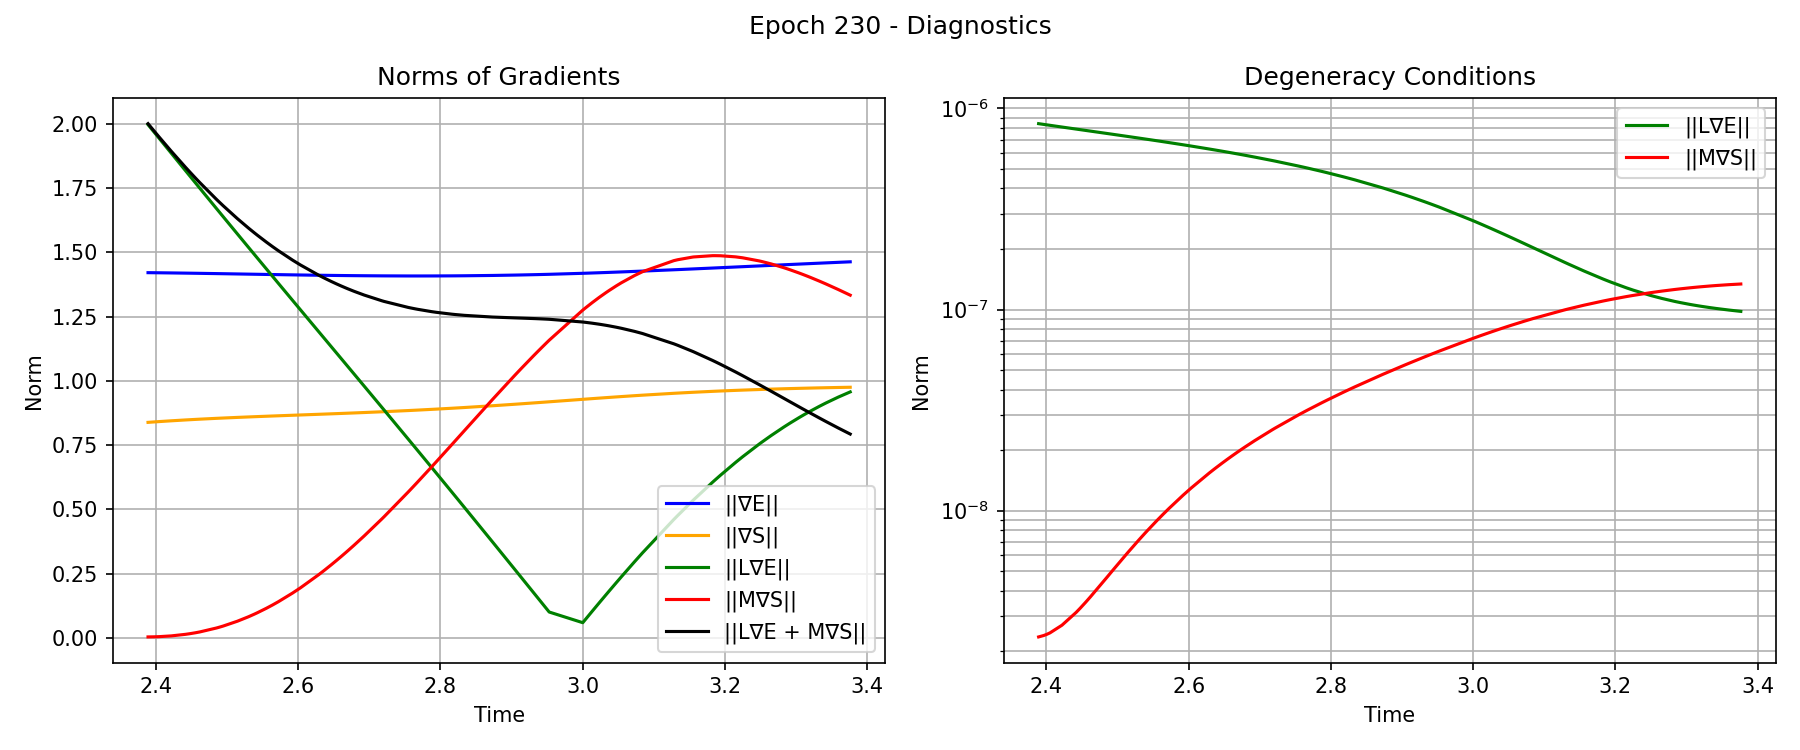 Epoch 230 - Diagnostics
Norms of Gradients
Norm
2.00
1.75
1.50
1.25
1.00
0.75
0.50
0.25
0.00
||∇E||
||∇S||
||L∇E||
||M∇S||
||L∇E + M∇S||
2.4 2.6 2.8 3.0 3.2 3.4
Time
Degeneracy Conditions
Norm
10⁻⁶
10⁻⁷
10⁻⁸
||L∇E||
||M∇S||
2.4 2.6 2.8 3.0 3.2 3.4
Time